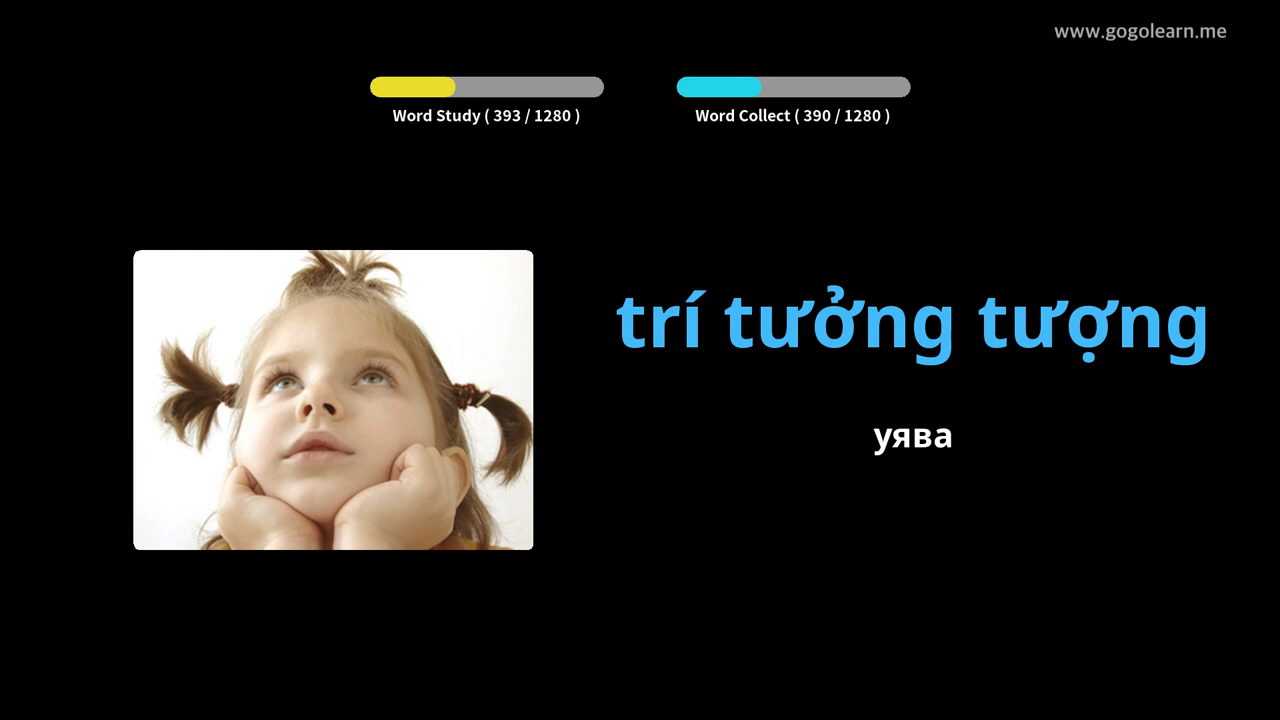 www.gogolearn.me
Word Study ( 393 / 1280 )
Word Collect ( 390 / 1280 )
trí tưởng tượng
уява